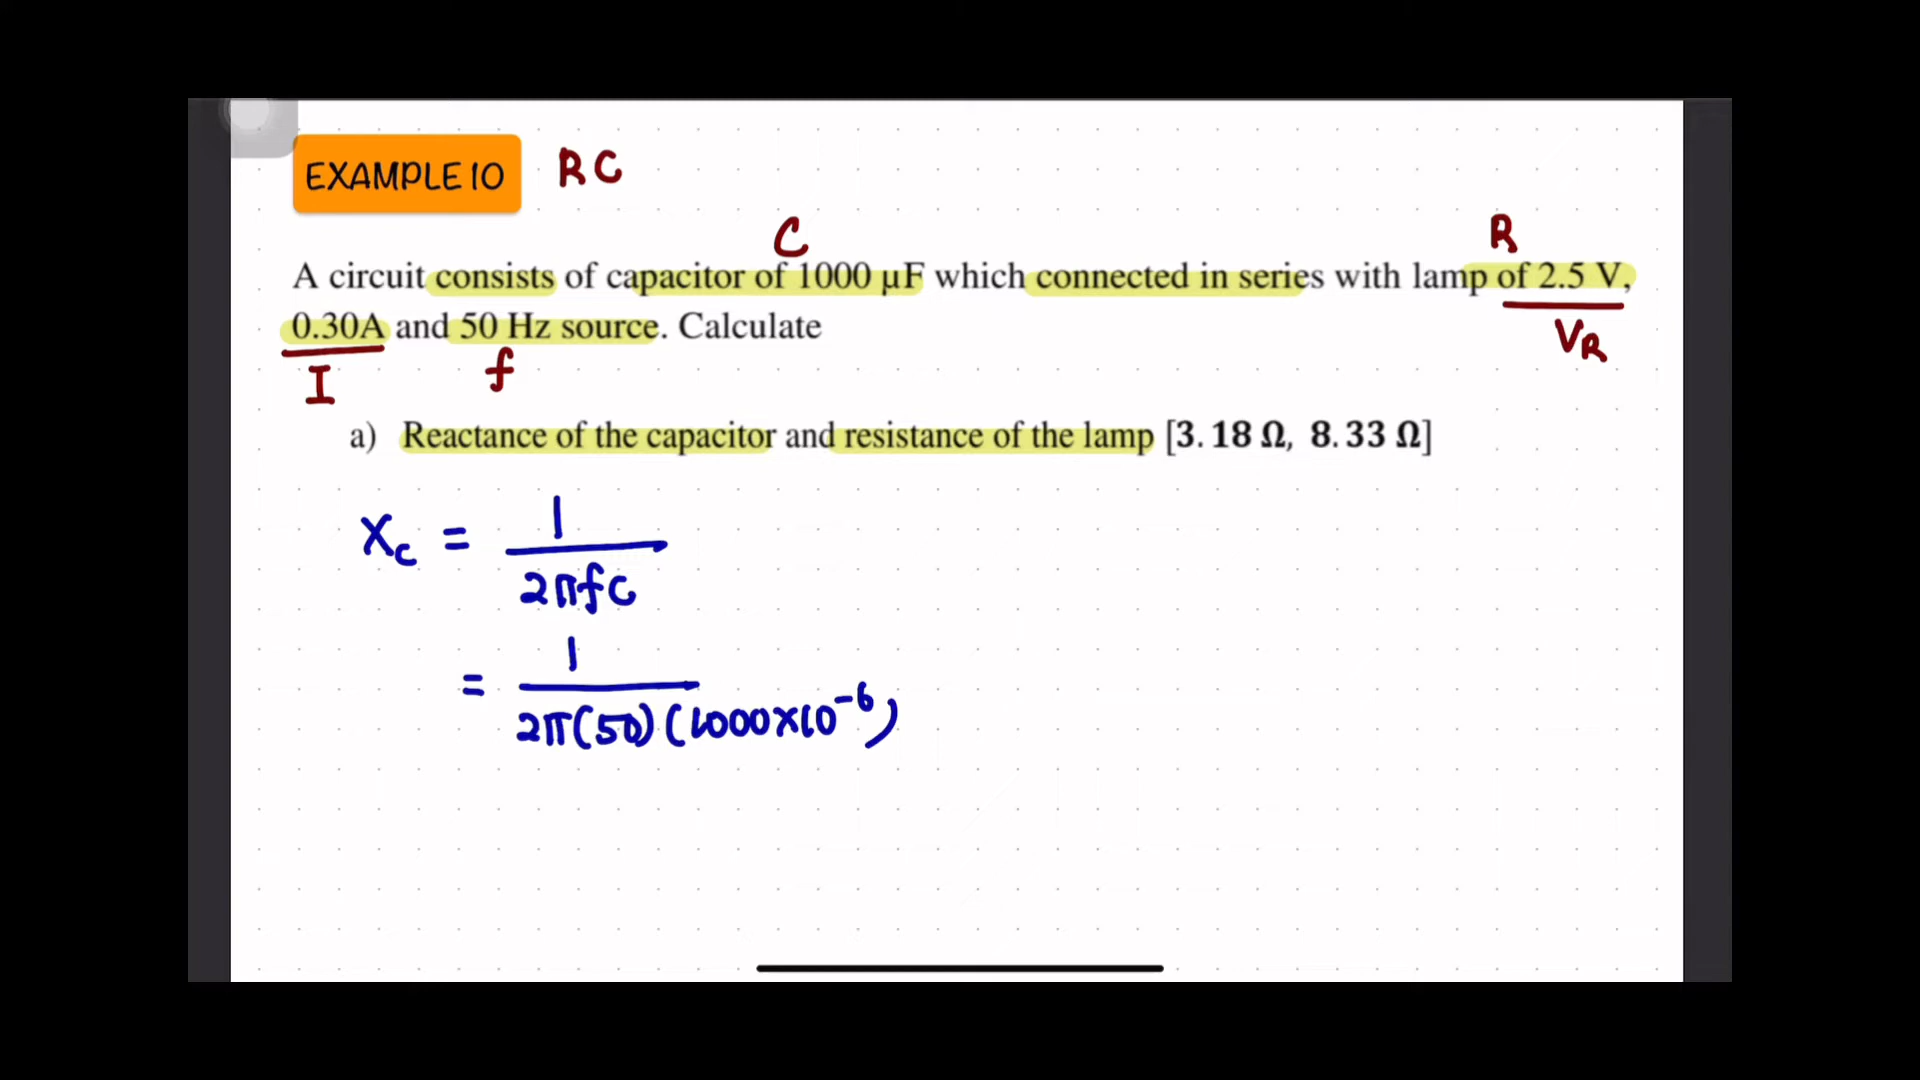 EXAMPLE 10 RC
C R
A circuit consists of capacitor of 1000 µF which connected in series with lamp of 2.5 V,
0.30A and 50 Hz source. Calculate
I f V_R
a) Reactance of the capacitor and resistance of the lamp [3.18 Ω, 8.33 Ω]
X_c = 1
2πfc
= 1
2π(50)(1000×10⁻⁶)